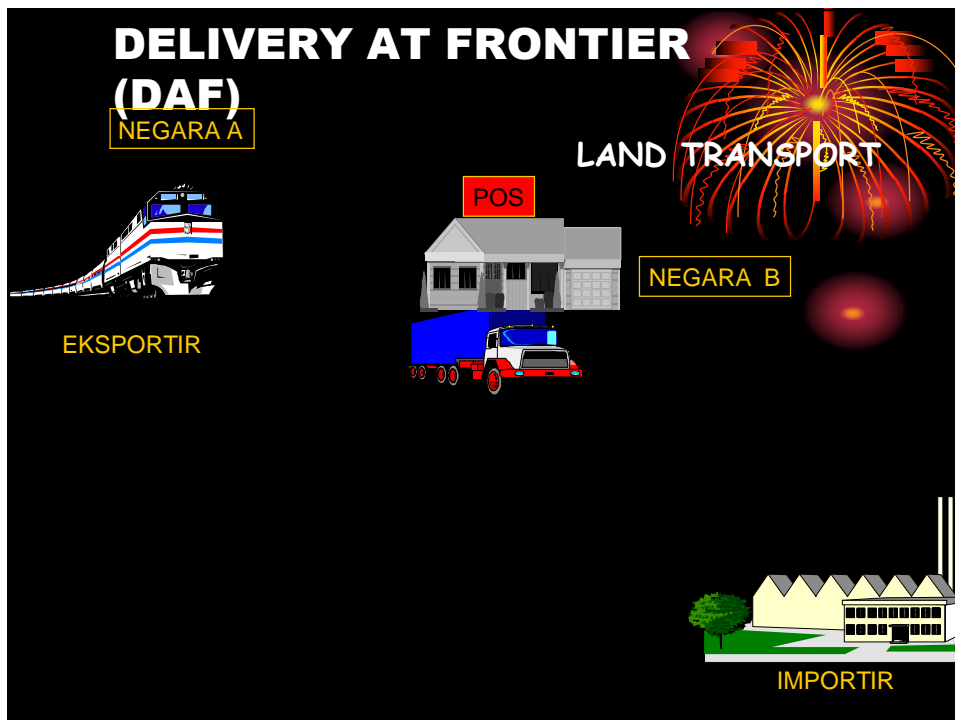 DELIVERY AT FRONTIER
(DAF)
NEGARA A
LAND TRANSPORT
POS
NEGARA B
EKSPORTIR
IMPORTIR